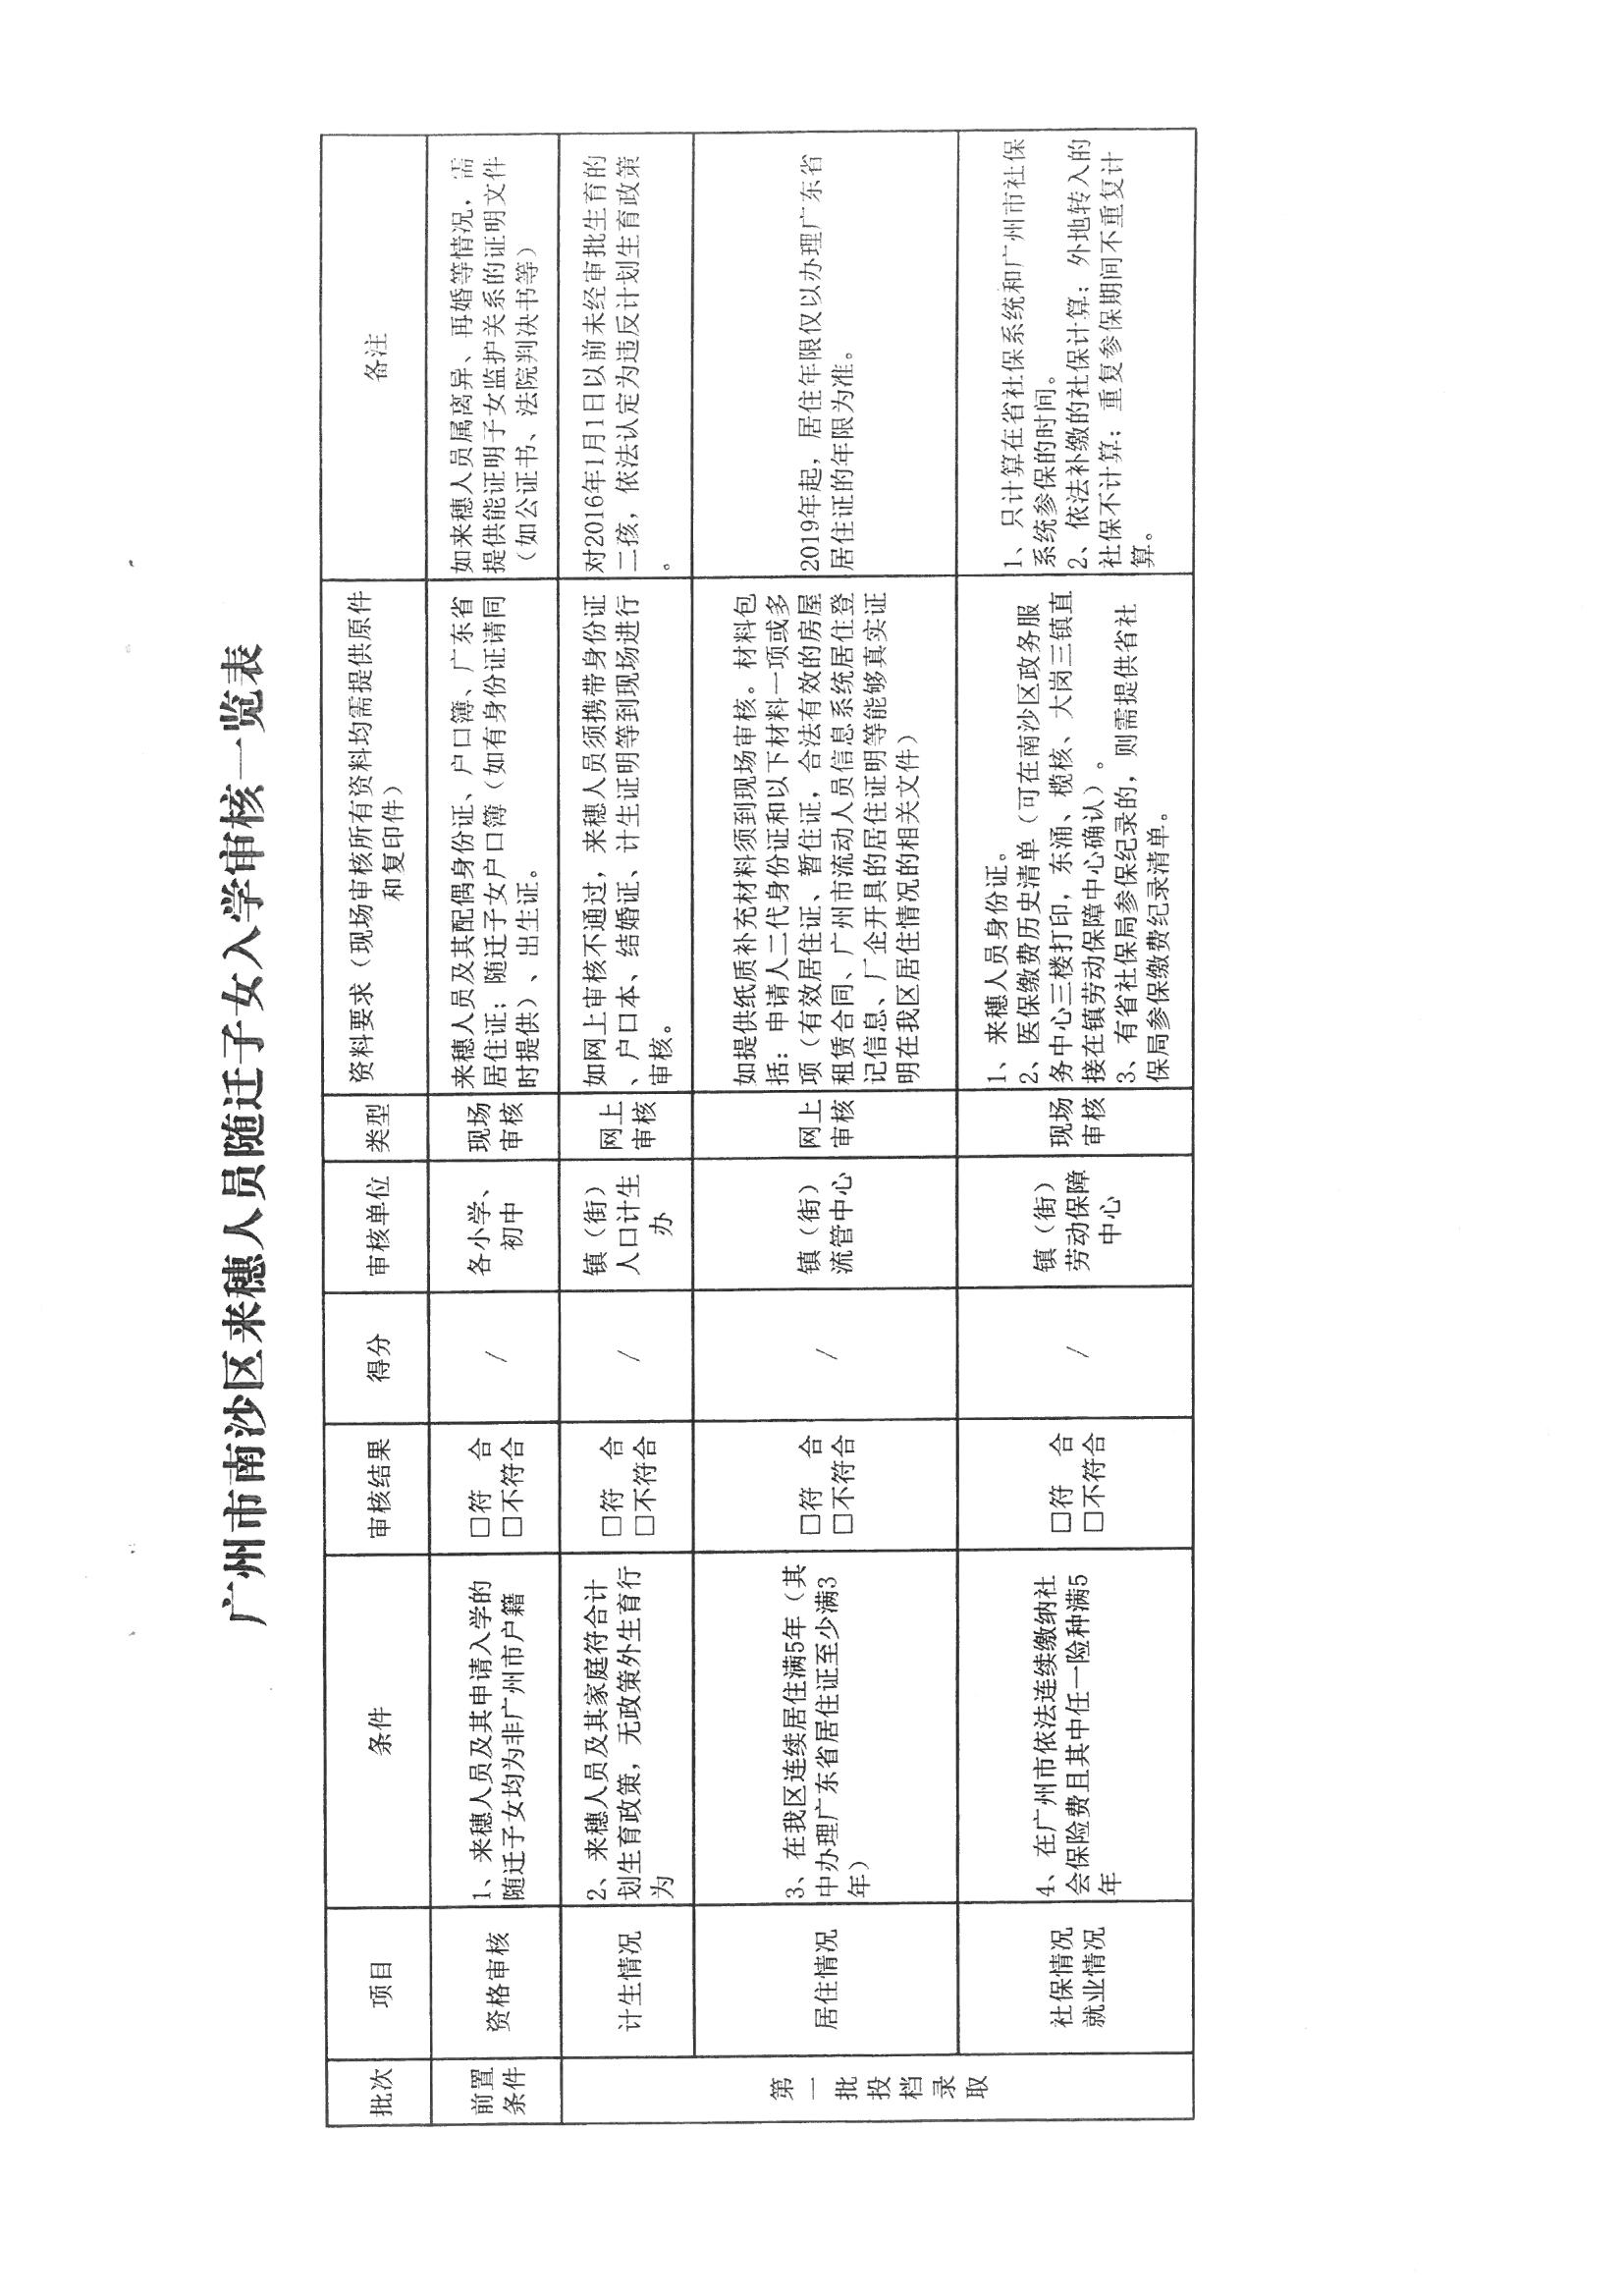 广州市南沙区来穗人员随迁子女入学审核一览表
批次
项目
条件
审核结果
得分
审核单位
类型
资料要求（现场审核所有资料均需提供原件
和复印件）
备注
前置
条件
资格审核
1、来穗人员及其申请入学的
随迁子女均为非广州市户籍
□符　合
□不符合
/
各小学、
初中
现场
审核
来穗人员及其配偶身份证、户口簿、广东省
居住证；随迁子女户口簿（如有身份证请同
时提供）、出生证。
如来穗人员属离异、再婚等情况，需
提供能证明子女监护关系的证明文件
（如公证书、法院判决书等）
第
一
批
投
档
录
取
计生情况
2、来穗人员及其家庭符合计
划生育政策，无政策外生育行
为
□符　合
□不符合
/
镇（街）
人口计生
办
网上
审核
如网上审核不通过，来穗人员须携带身份证
、户口本、结婚证、计生证明等到现场进行
审核。
对2016年1月1日以前未经审批生育的
二孩，依法认定为违反计划生育政策
。
居住情况
3、在我区连续居住满5年（其
中办理广东省居住证至少满3
年）
□符　合
□不符合
/
镇（街）
流管中心
网上
审核
如提供纸质补充材料须到现场审核。材料包
括：申请人二代身份证和以下材料一项或多
项（有效居住证、暂住证，合法有效的房屋
租赁合同、广州市流动人员信息系统居住登
记信息、厂企开具的居住证明等能够真实证
明在我区居住情况的相关文件）
2019年起，居住年限仅以办理广东省
居住证的年限为准。
社保情况
就业情况
4、在广州市依法连续缴纳社
会保险费且其中任一险种满5
年
□符　合
□不符合
/
镇（街）
劳动保障
中心
现场
审核
1、来穗人员身份证。
2、医保缴费历史清单（可在南沙区政务服
务中心三楼打印，东涌、榄核、大岗三镇直
接在镇劳动保障中心确认）。
3、有省社保局参保纪录的，则需提供省社
保局参保缴费纪录清单。
1、只计算在省社保系统和广州市社保
系统参保的时间。
2、依法补缴的社保计算；外地转入的
社保不计算；重复参保期间不重复计
算。